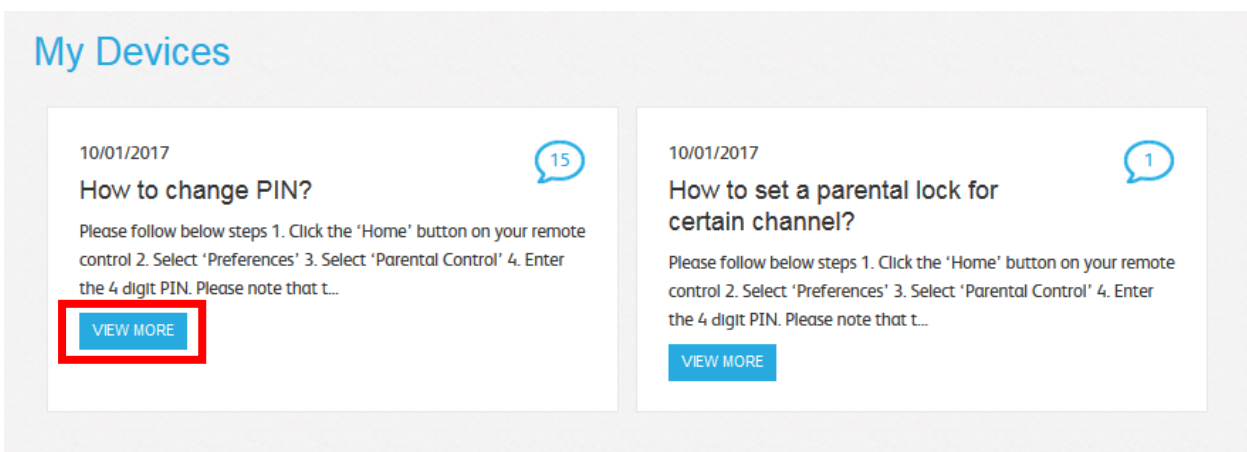 My Devices
10/01/2017
15
How to change PIN?
Please follow below steps 1. Click the ‘Home’ button on your remote
control 2. Select ‘Preferences’ 3. Select ‘Parental Control’ 4. Enter
the 4 digit PIN. Please note that t...
VIEW MORE
10/01/2017
1
How to set a parental lock for
certain channel?
Please follow below steps 1. Click the ‘Home’ button on your remote
control 2. Select ‘Preferences’ 3. Select ‘Parental Control’ 4. Enter
the 4 digit PIN. Please note that t...
VIEW MORE